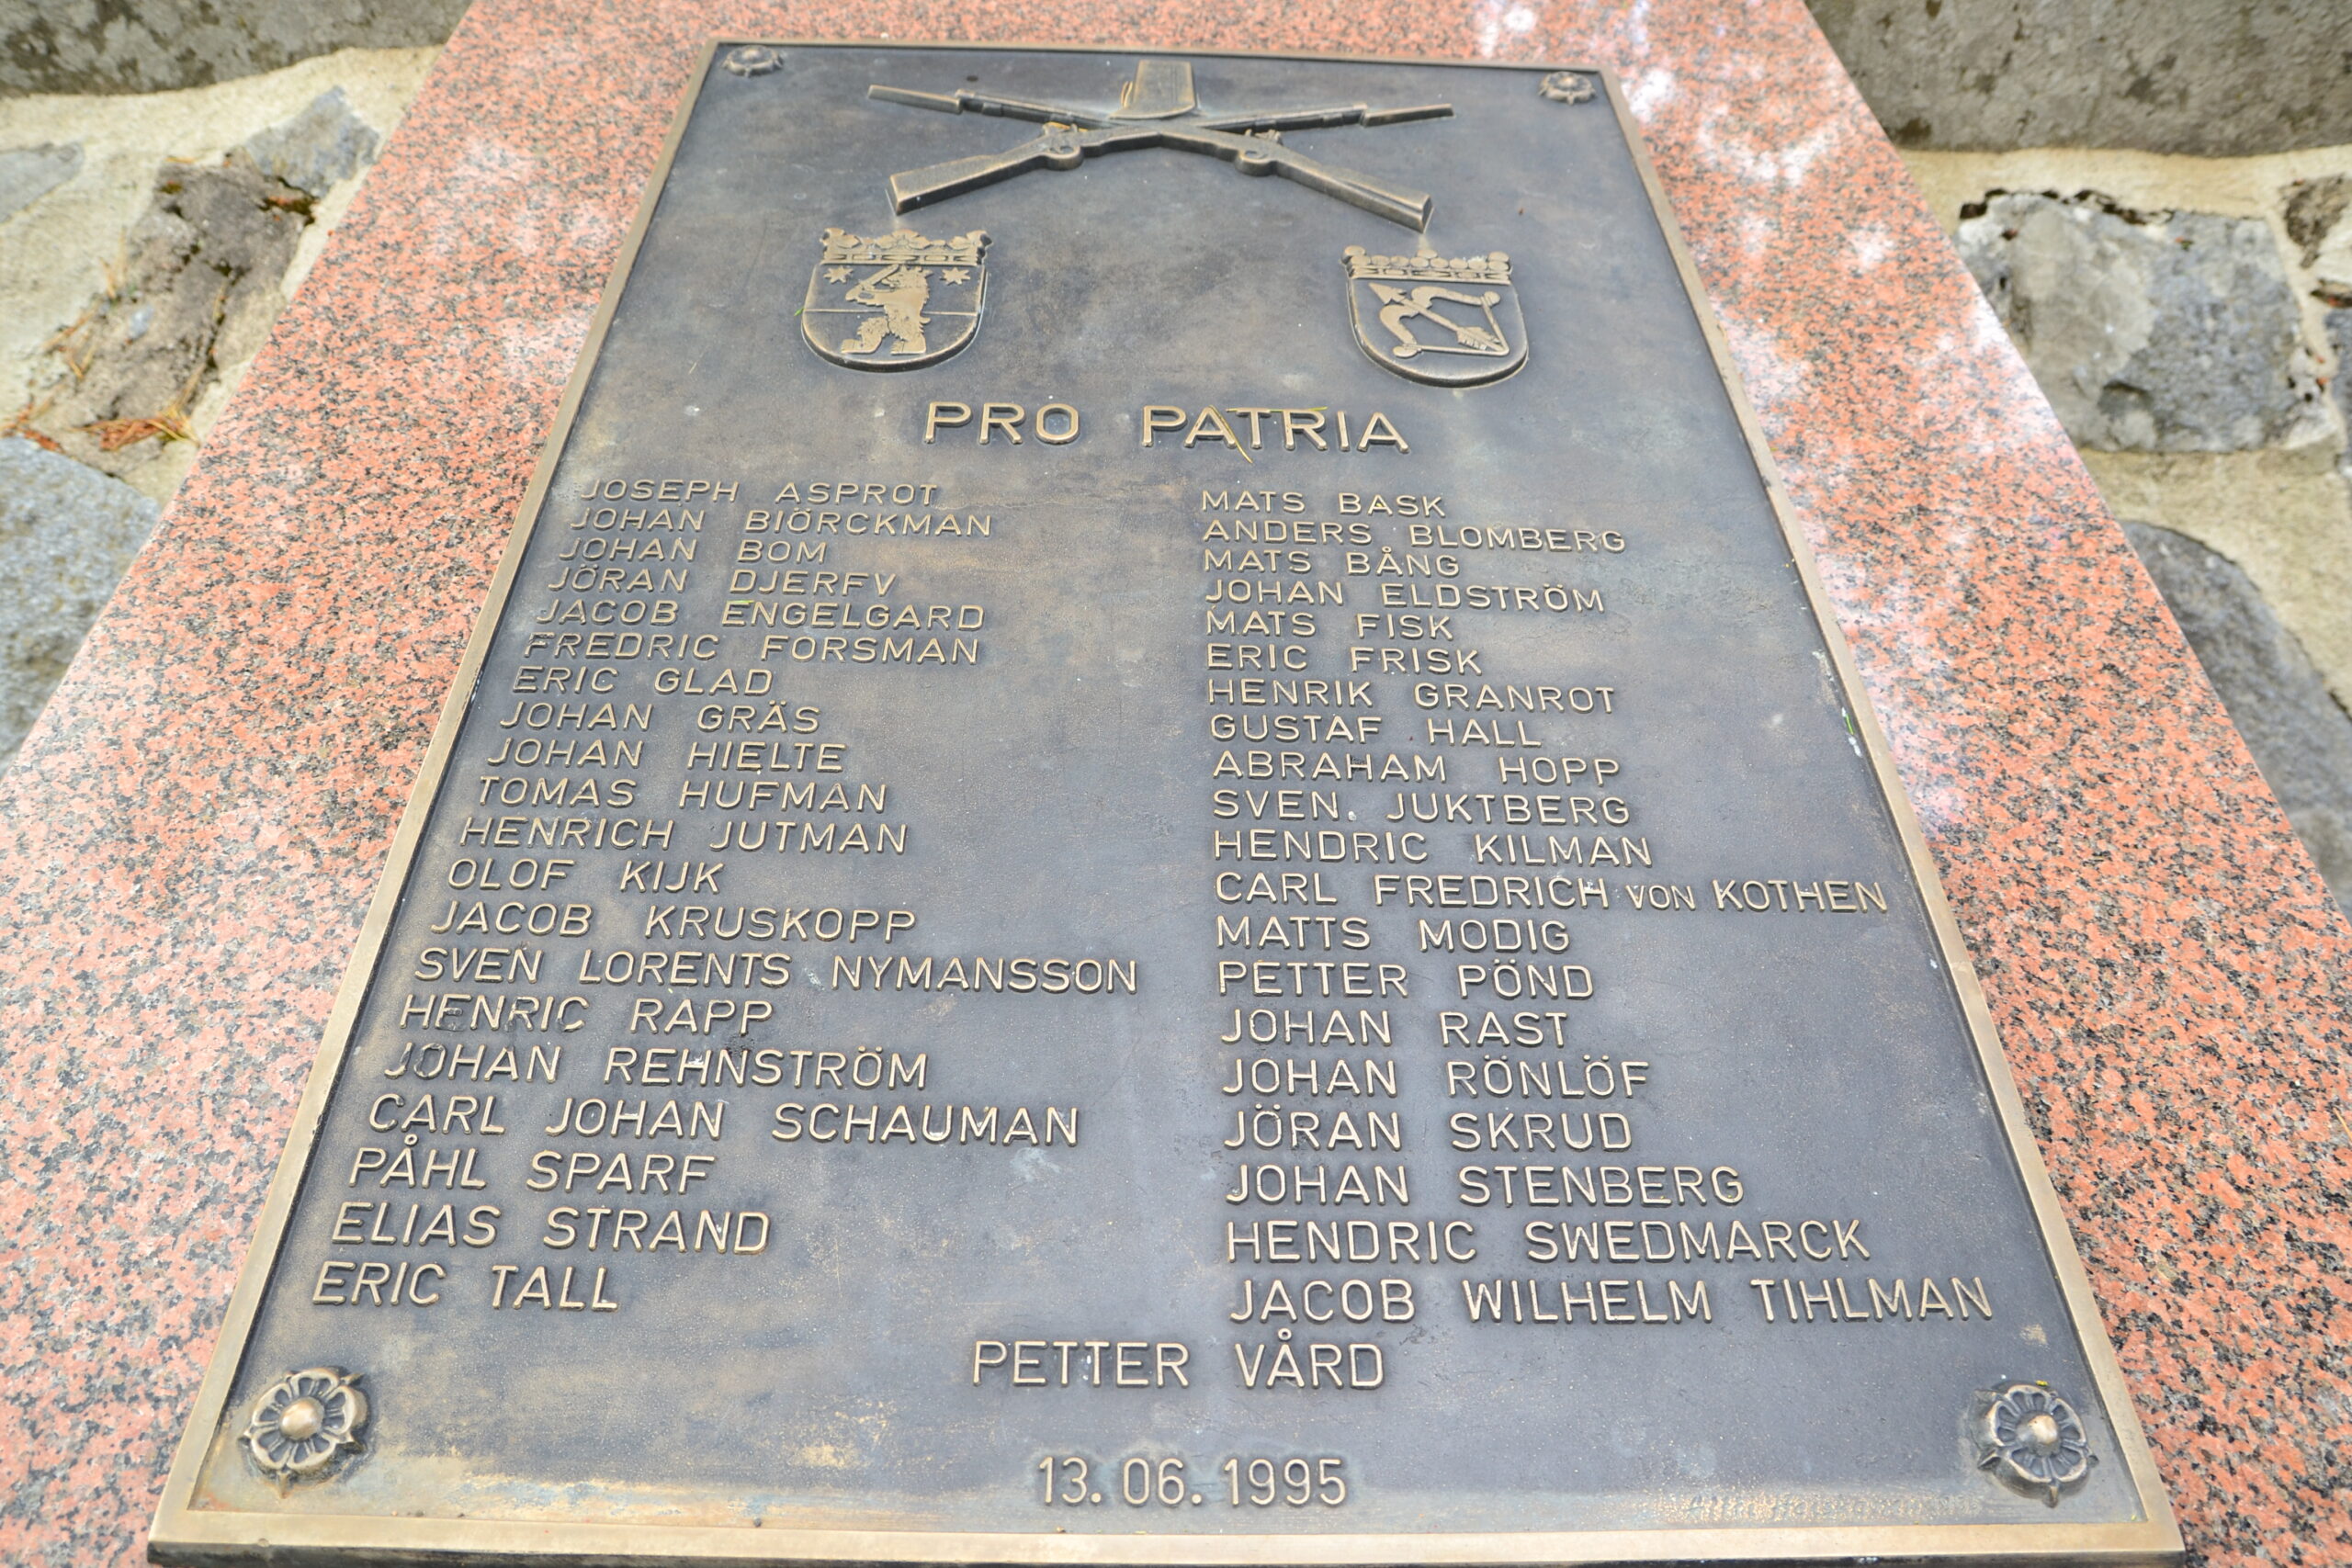 PRO PATRIA
JOSEPH ASPROT
JOHAN BIÖRCKMAN
JOHAN BOM
JÖRAN DJERFV
JACOB ENGELGARD
FREDRIC FORSMAN
ERIC GLAD
JOHAN GRÄS
JOHAN HIELTE
TOMAS HUFMAN
HENRICH JUTMAN
OLOF KIJK
JACOB KRUSKOPP
SVEN LORENTS NYMANSSON
HENRIC RAPP
JOHAN REHNSTRÖM
CARL JOHAN SCHAUMAN
PÅHL SPARF
ELIAS STRAND
ERIC TALL
MATS BASK
ANDERS BLOMBERG
MATS BÅNG
JOHAN ELDSTRÖM
MATS FISK
ERIC FRISK
HENRIK GRANROT
GUSTAF HALL
ABRAHAM HOPP
SVEN JUKTBERG
HENDRIC KILMAN
CARL FREDRICH VON KOTHEN
MATTS MODIG
PETTER PÖND
JOHAN RAST
JOHAN RÖNLÖF
JÖRAN SKRUD
JOHAN STENBERG
HENDRIC SWEDMARCK
JACOB WILHELM TIHLMAN
PETTER VÅRD
13.06.1995